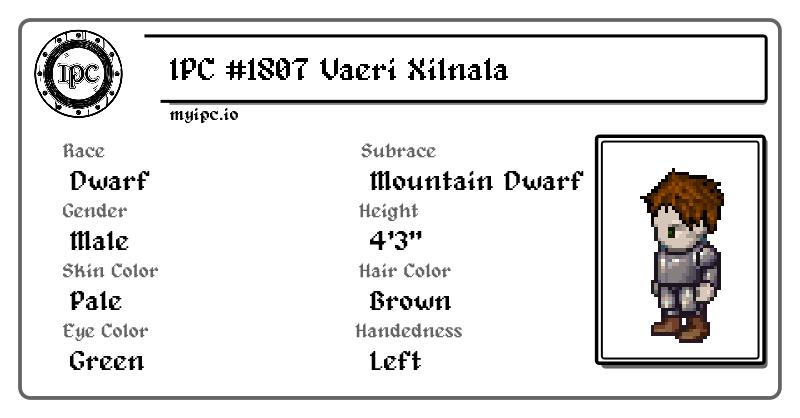 IPC
IPC #1807 Vaeri Xilnala
myipc.io
Race
Dwarf
Subrace
Mountain Dwarf
Gender
Male
Height
4'3"
Skin Color
Pale
Hair Color
Brown
Eye Color
Green
Handedness
Left